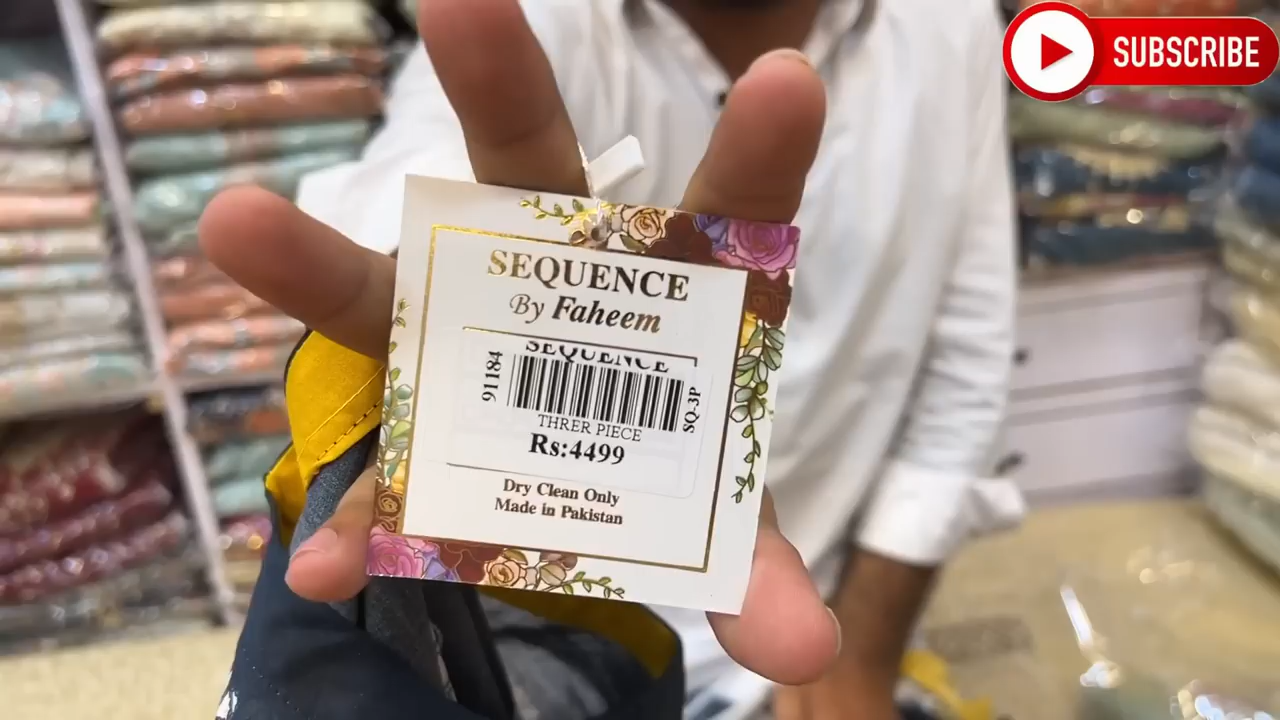 SUBSCRIBE
SEQUENCE
By Faheem
SEQUENCE
91184
SQ-3P
THRER PIECE
Rs:4499
Dry Clean Only
Made in Pakistan